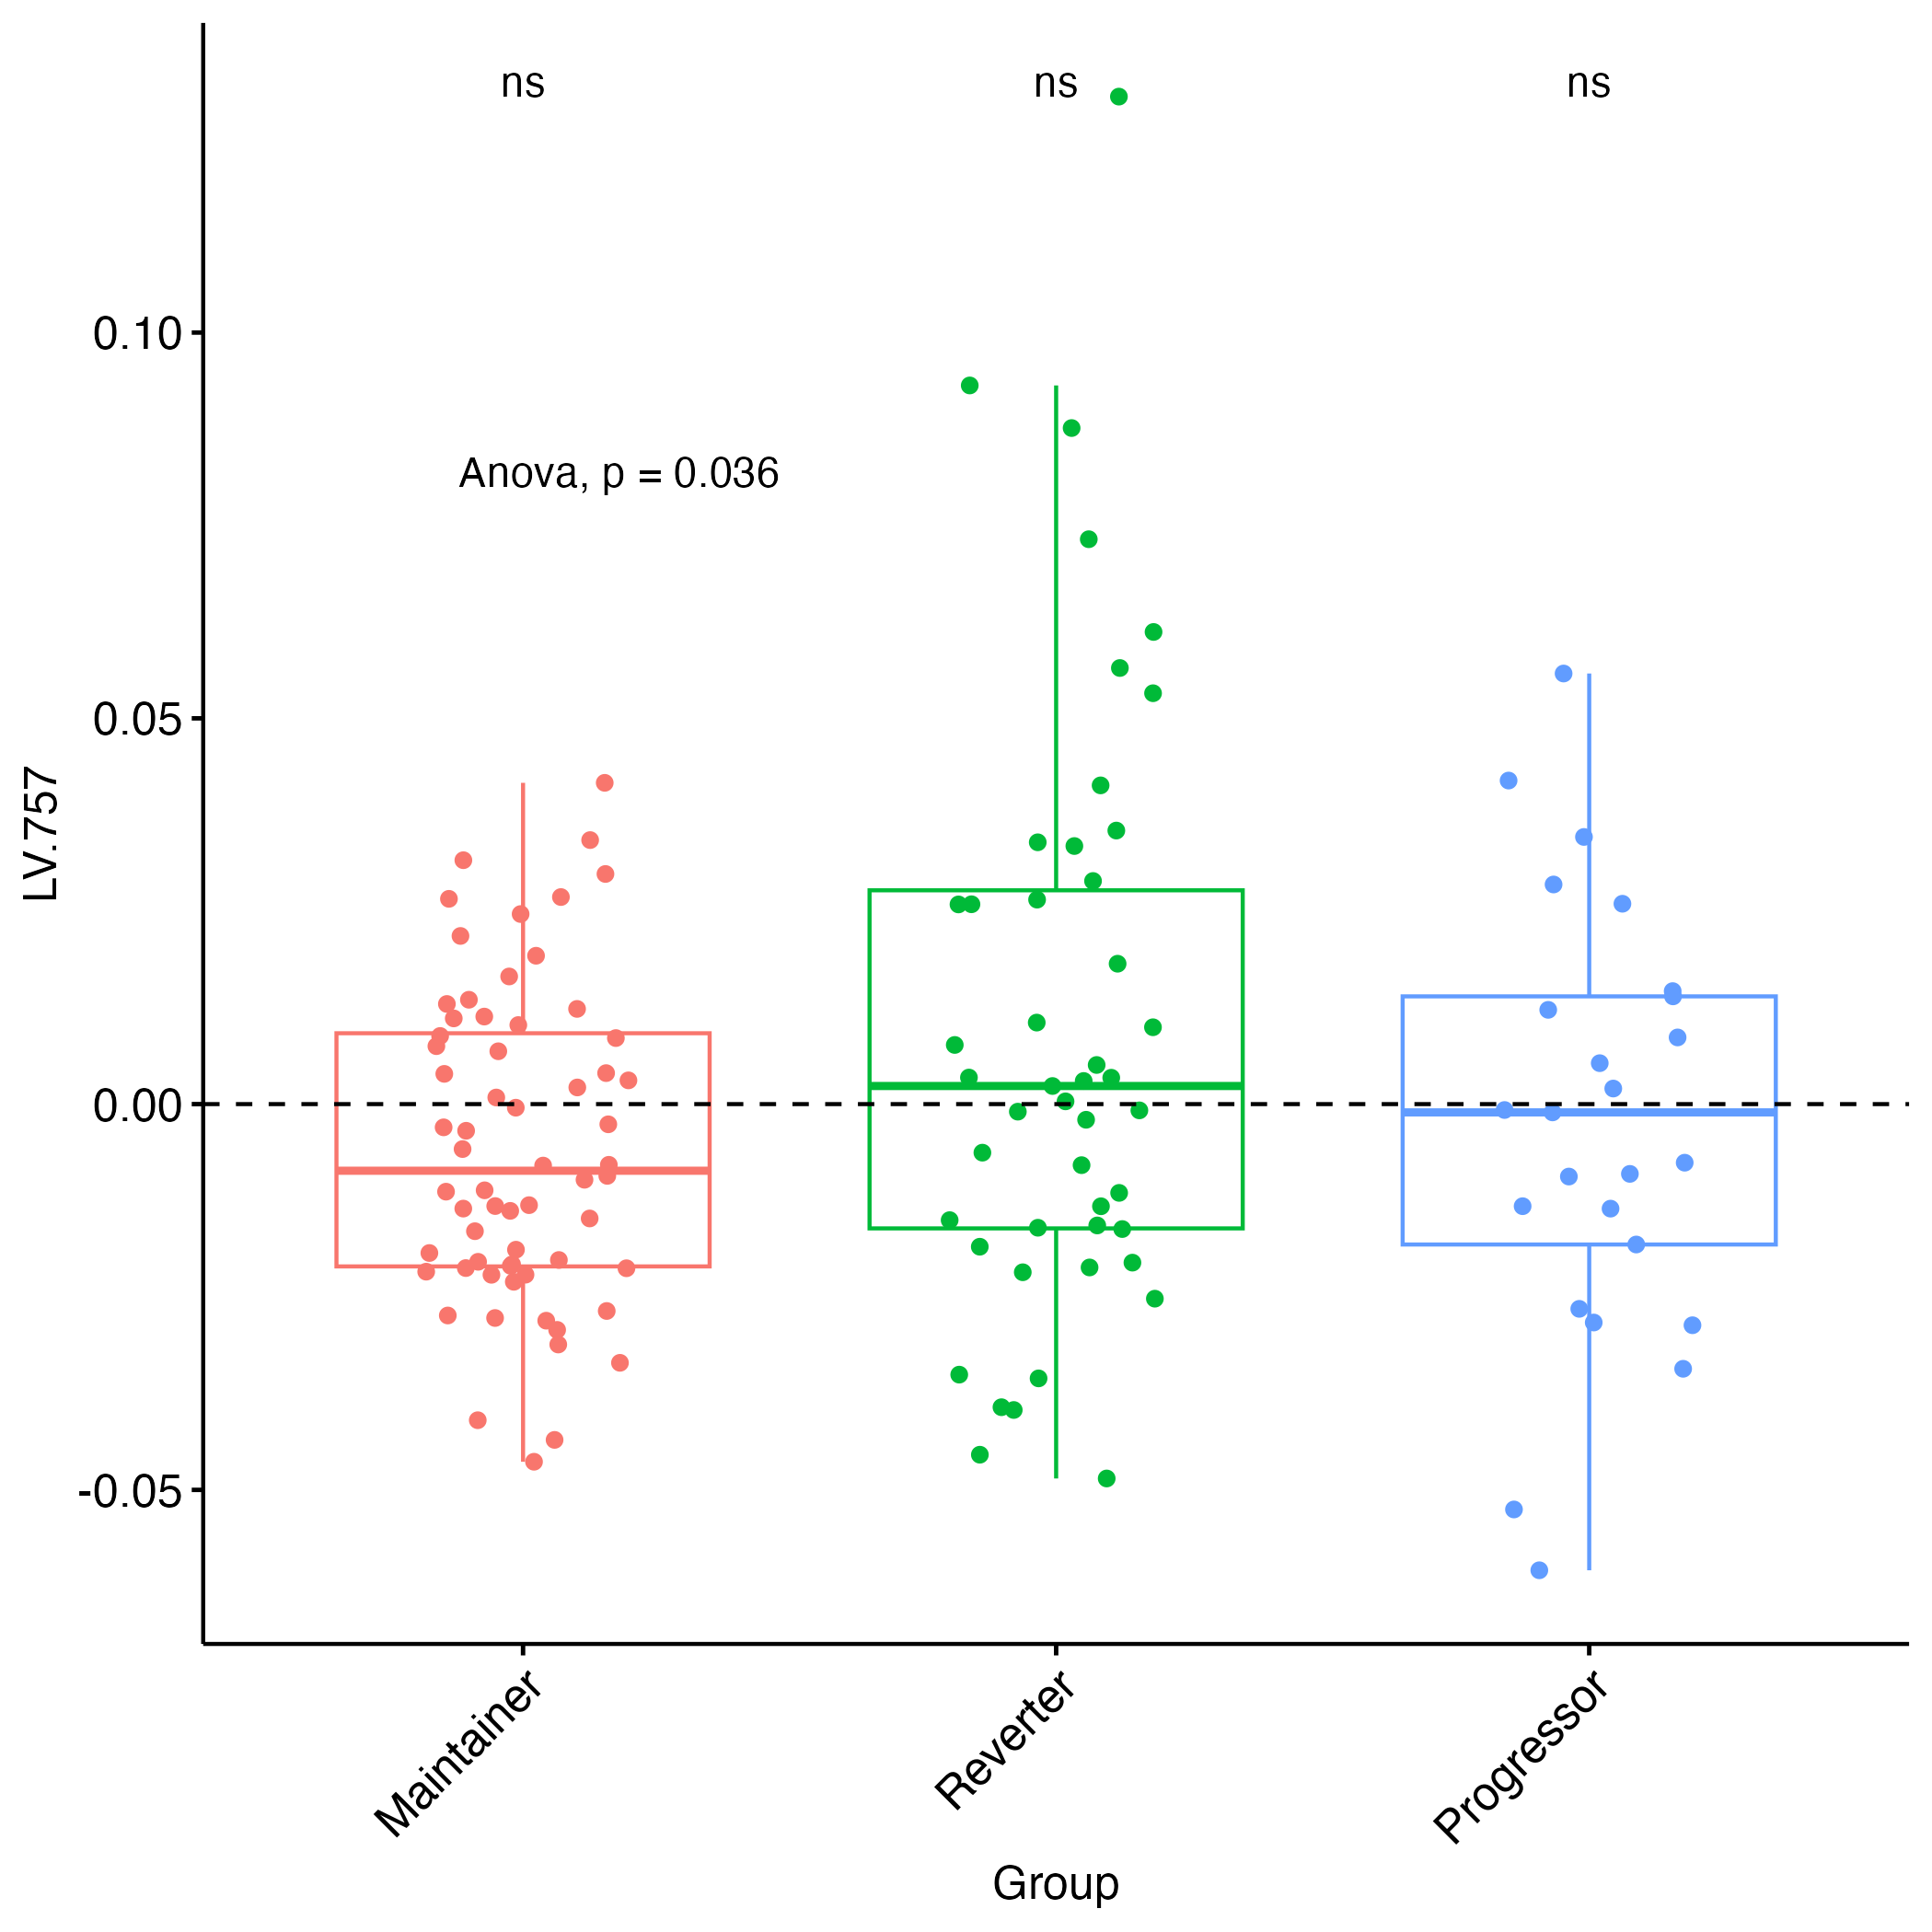 ns ns ns
0.10
Anova, p = 0.036
0.05
LV.757
0.00
-0.05
Maintainer Reverter Progressor
Group